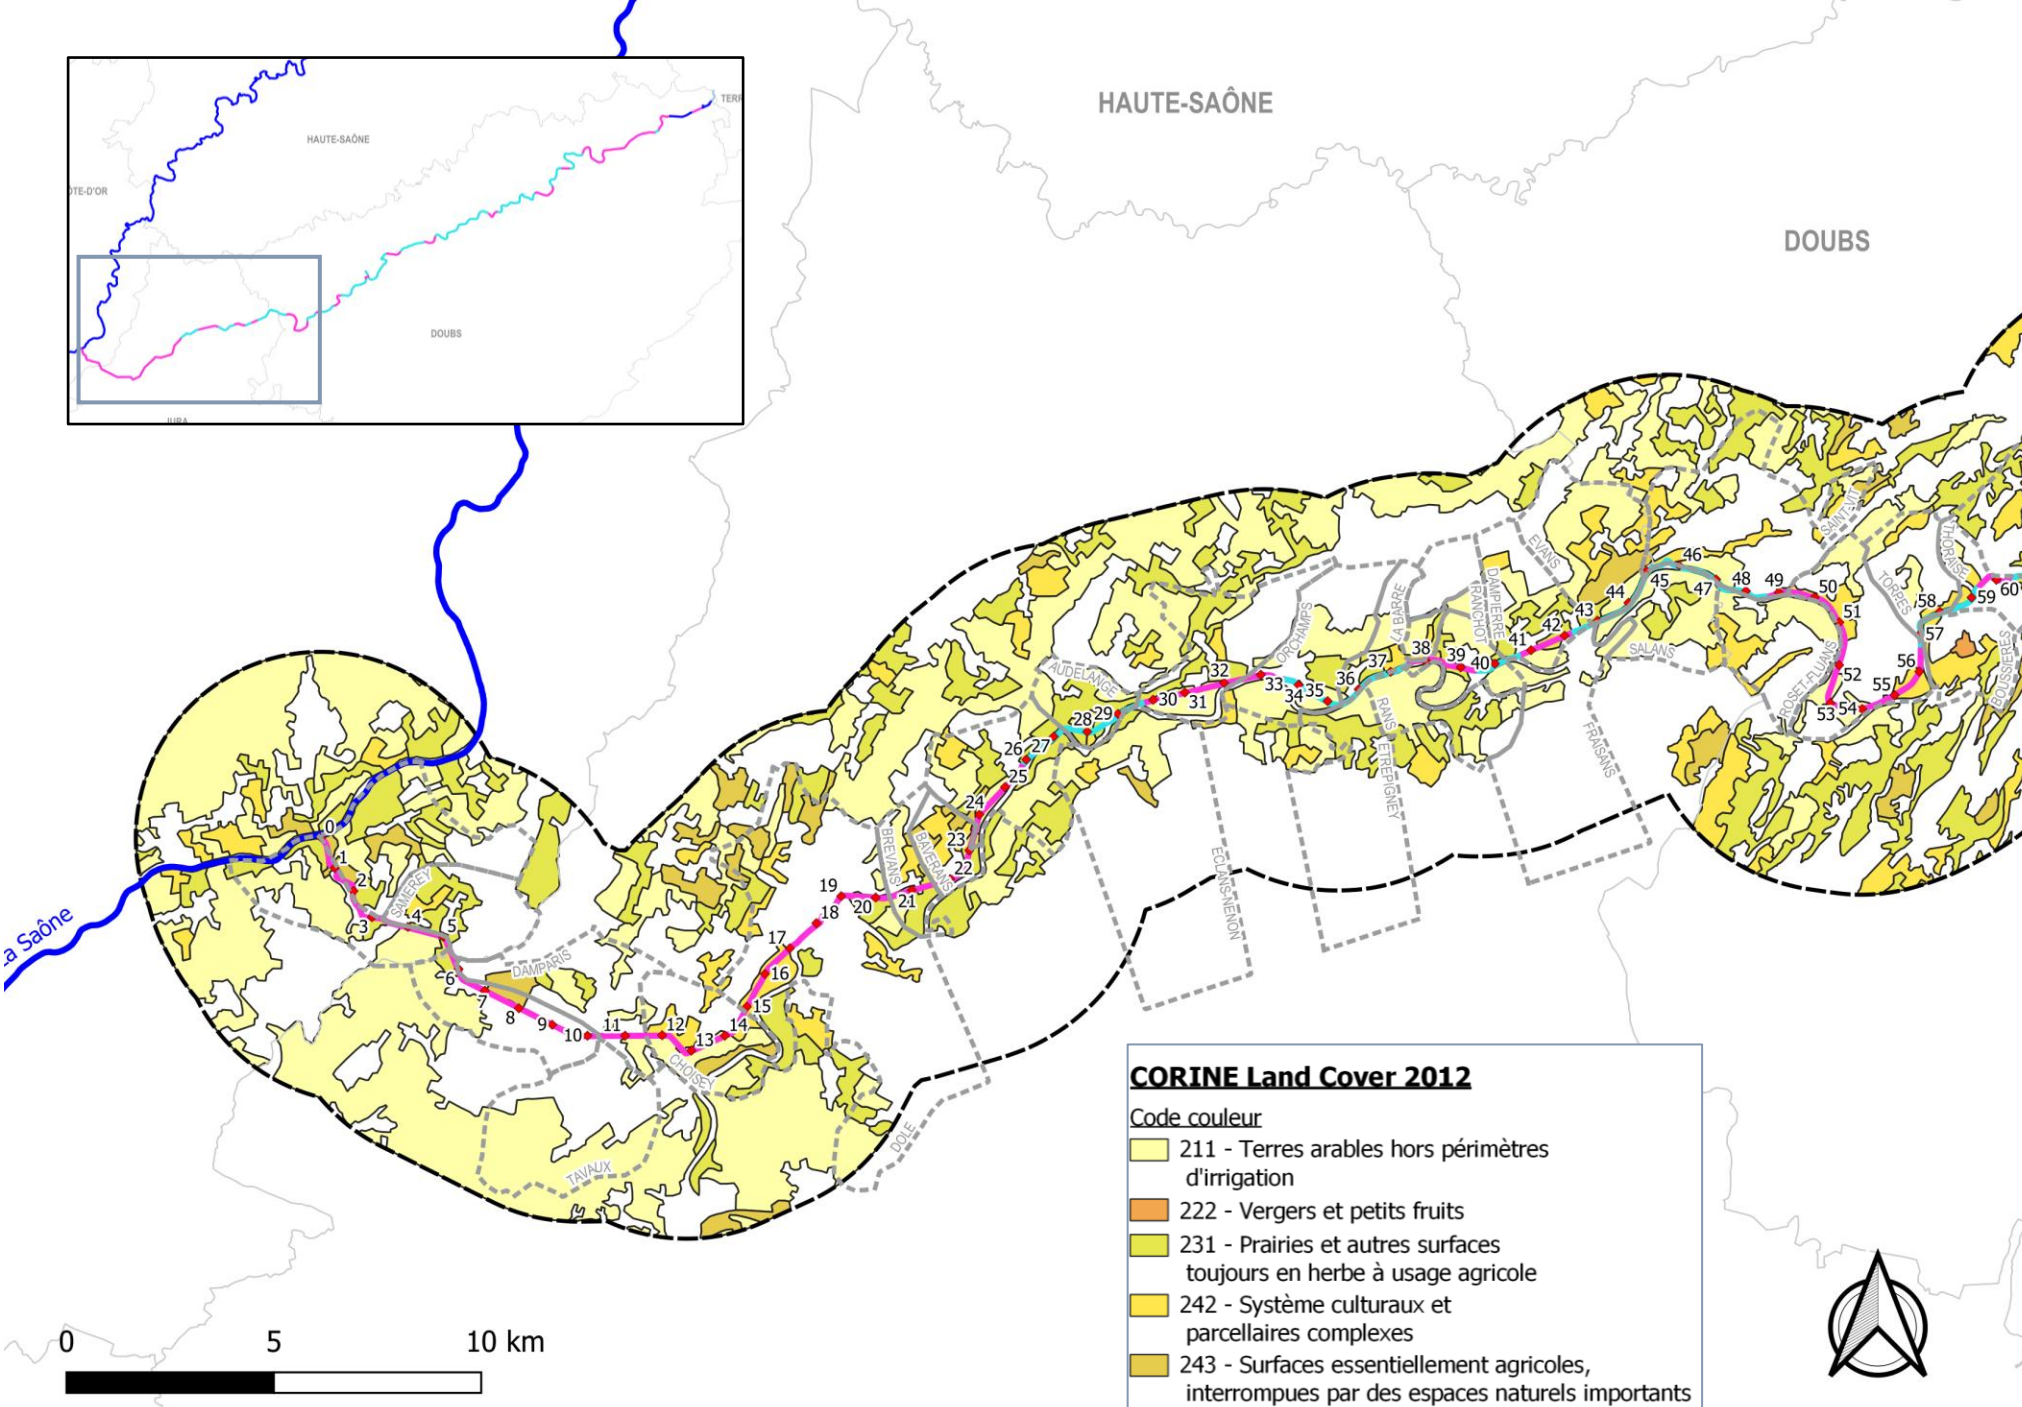 HAUTE-SAÔNE
DOUBS
HAUTE-SAÔNE
TERR
ÔTE-D'OR
DOUBS
JURA
La Saône
0
1
2
3
4
5
6
7
8
9
10
11
12
13
14
15
16
17
18
19
20
21
22
23
24
25
26
27
28
29
30
31
32
33
34
35
36
37
38
39
40
41
42
43
44
45
46
47
48
49
50
51
52
53
54
55
56
57
58
59
60
SAMEREY
DAMPARIS
TAVAUX
CHOISEY
DOLE
BREVANS
BAVERANS
AUDELANGE
ECLANS-NENON
ORCHAMPS
LA BARRE
RANS
ETREPIGNEY
RANCHOT
DAMPIERRE
EVANS
FRAISANS
SALANS
SAINT-VIT
ROSET-FLUANS
TORPES
THORAISE
BOUSSIERES
CORINE Land Cover 2012
Code couleur
211 - Terres arables hors périmètres
d'irrigation
222 - Vergers et petits fruits
231 - Prairies et autres surfaces
toujours en herbe à usage agricole
242 - Système culturaux et
parcellaires complexes
243 - Surfaces essentiellement agricoles,
interrompues par des espaces naturels importants
0 5 10 km